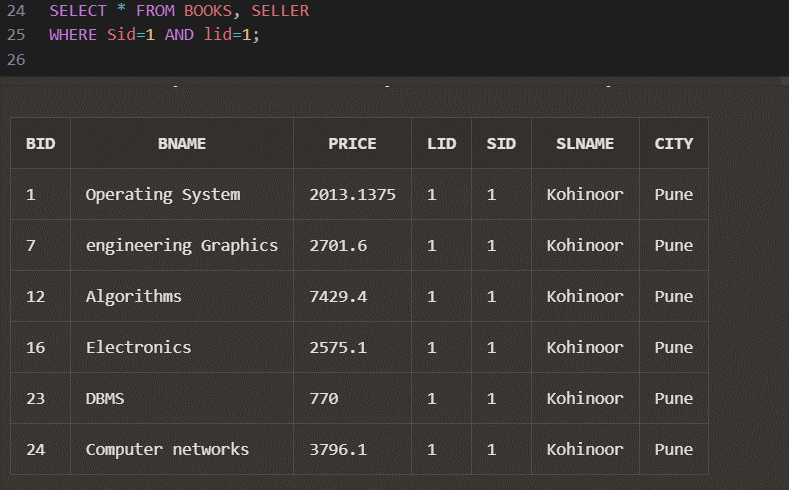 24 SELECT * FROM BOOKS, SELLER
25 WHERE Sid=1 AND lid=1;
26
BID BNAME PRICE LID SID SLNAME CITY
1 Operating System 2013.1375 1 1 Kohinoor Pune
7 engineering Graphics 2701.6 1 1 Kohinoor Pune
12 Algorithms 7429.4 1 1 Kohinoor Pune
16 Electronics 2575.1 1 1 Kohinoor Pune
23 DBMS 770 1 1 Kohinoor Pune
24 Computer networks 3796.1 1 1 Kohinoor Pune